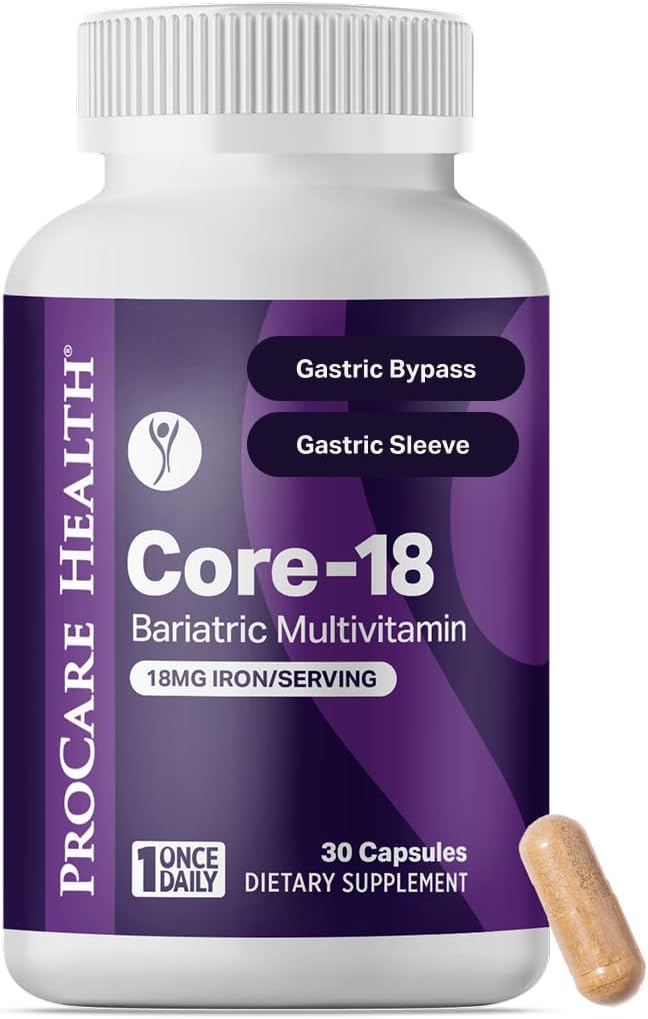 PROCARE HEALTH®
Gastric Bypass
Gastric Sleeve
Core-18
Bariatric Multivitamin
18MG IRON/SERVING
1 ONCE
DAILY
30 Capsules
DIETARY SUPPLEMENT